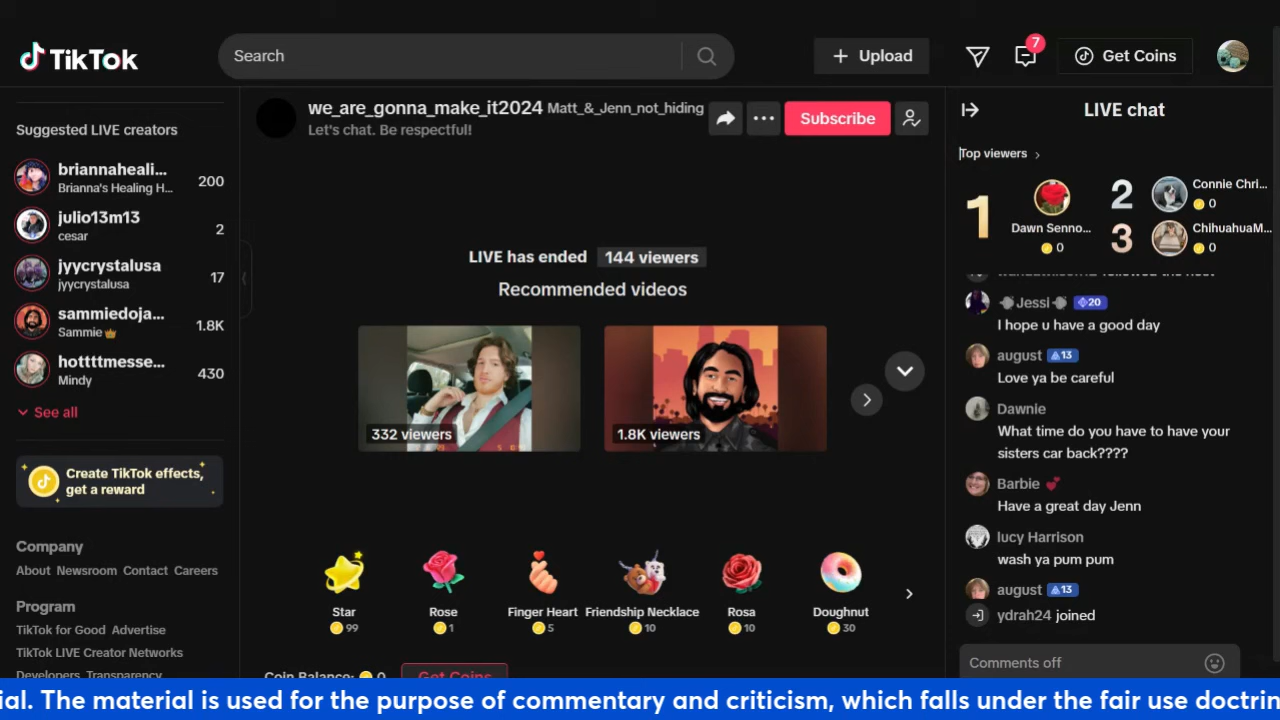 TikTok
Search
Upload
7
Get Coins
Suggested LIVE creators
briannaheali...
Brianna's Healing H...
200
julio13m13
cesar
2
jyycrystalusa
jyycrystalusa
17
sammiedoja...
Sammie
1.8K
hottttmesse...
Mindy
430
See all
Create TikTok effects,
get a reward
Company
About Newsroom Contact Careers
Program
TikTok for Good Advertise
TikTok LIVE Creator Networks
Developers Transparency
we_are_gonna_make_it2024 Matt_&_Jenn_not_hiding
Let's chat. Be respectful!
Subscribe
LIVE has ended 144 viewers
Recommended videos
332 viewers
1.8K viewers
Star
99
Rose
1
Finger Heart
5
Friendship Necklace
10
Rosa
10
Doughnut
30
Coin Balance: 0 Get Coins
LIVE chat
Top viewers
1
Dawn Senno...
0
2
Connie Chri...
0
3
ChihuahuaM...
0
followed the host
Jessi 20
I hope u have a good day
august 13
Love ya be careful
Dawnie
What time do you have to have your
sisters car back????
Barbie
Have a great day Jenn
lucy Harrison
wash ya pum pum
august 13
ydrah24 joined
Comments off
ial. The material is used for the purpose of commentary and criticism, which falls under the fair use doctrin